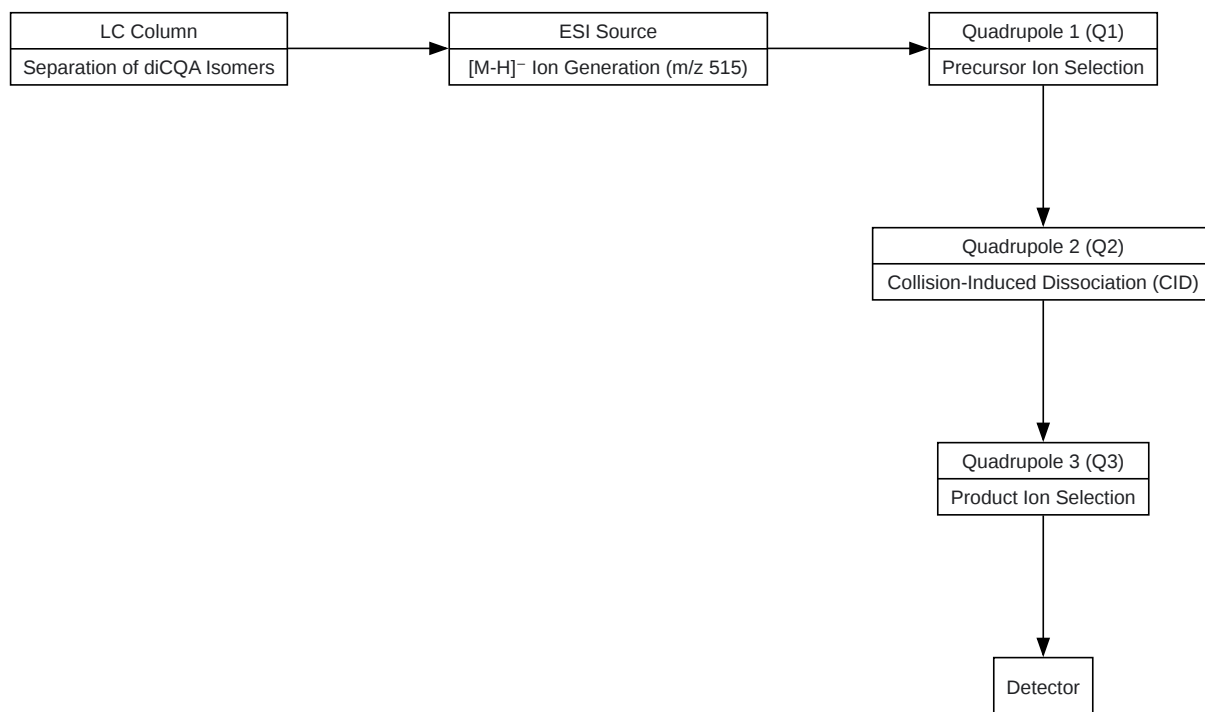 LC Column
Separation of diCQA Isomers
ESI Source
[M-H]⁻ Ion Generation (m/z 515)
Quadrupole 1 (Q1)
Precursor Ion Selection
Quadrupole 2 (Q2)
Collision-Induced Dissociation (CID)
Quadrupole 3 (Q3)
Product Ion Selection
Detector